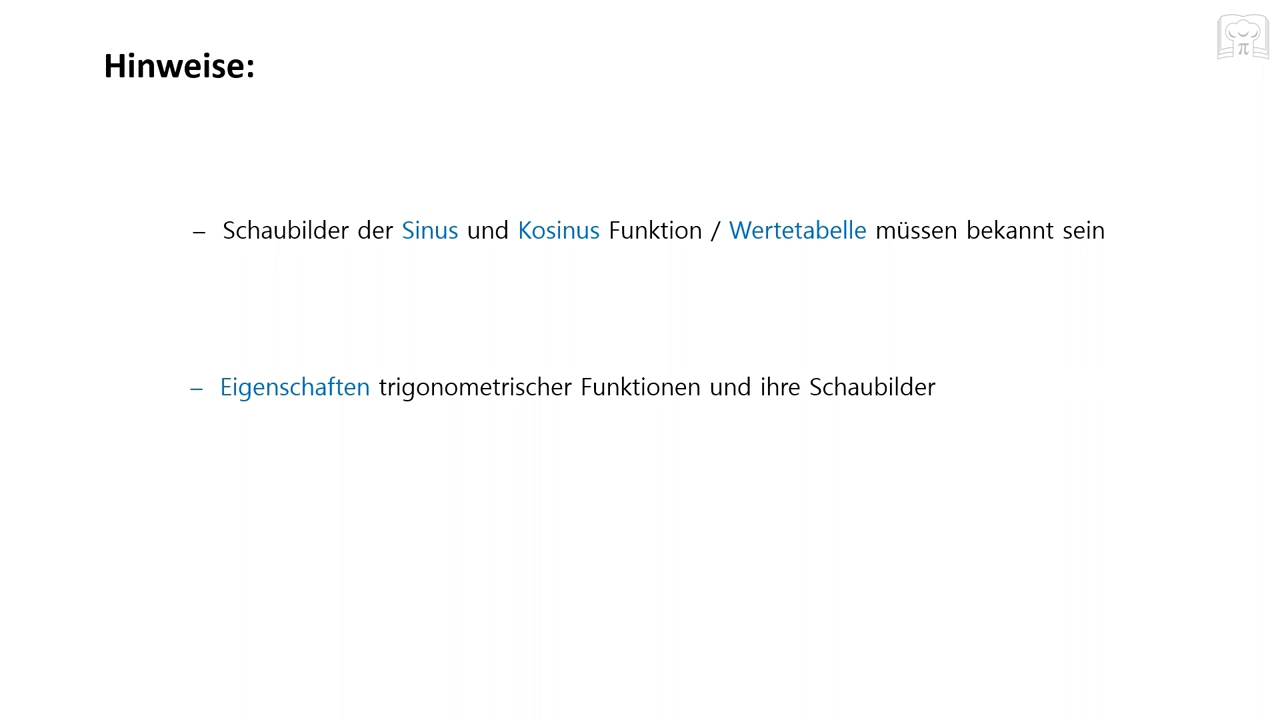 Hinweise:
– Schaubilder der Sinus und Kosinus Funktion / Wertetabelle müssen bekannt sein
– Eigenschaften trigonometrischer Funktionen und ihre Schaubilder
π